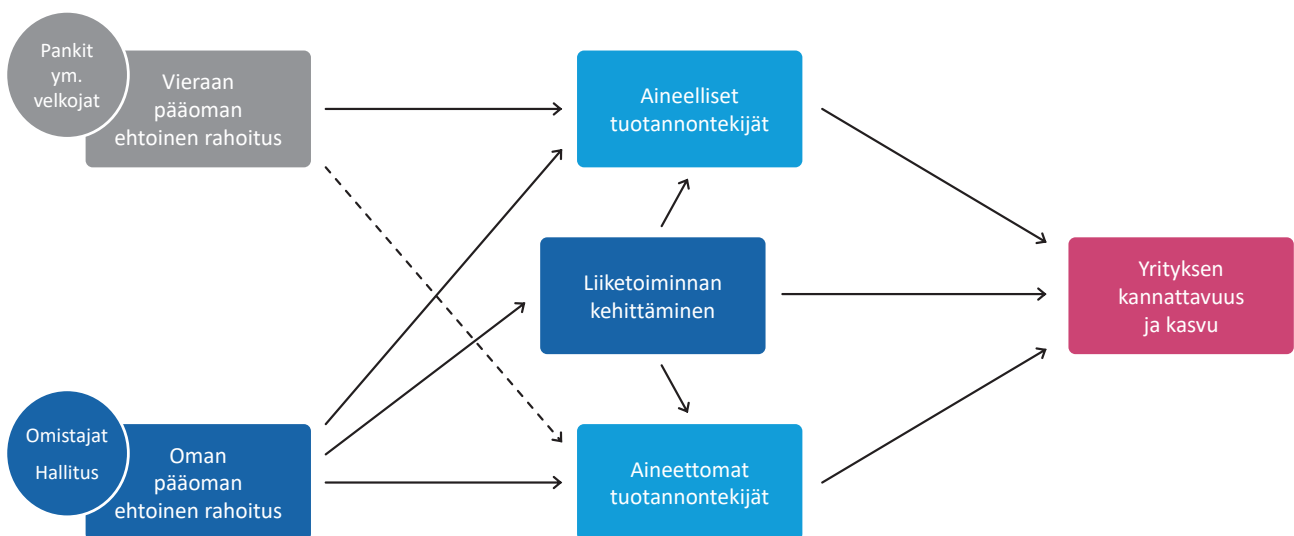 Pankit
ym.
velkojat
Vieraan
pääoman
ehtoinen rahoitus
Aineelliset
tuotannontekijät
Liiketoiminnan
kehittäminen
Yrityksen
kannattavuus
ja kasvu
Omistajat
Hallitus
Oman
pääoman
ehtoinen rahoitus
Aineettomat
tuotannontekijät